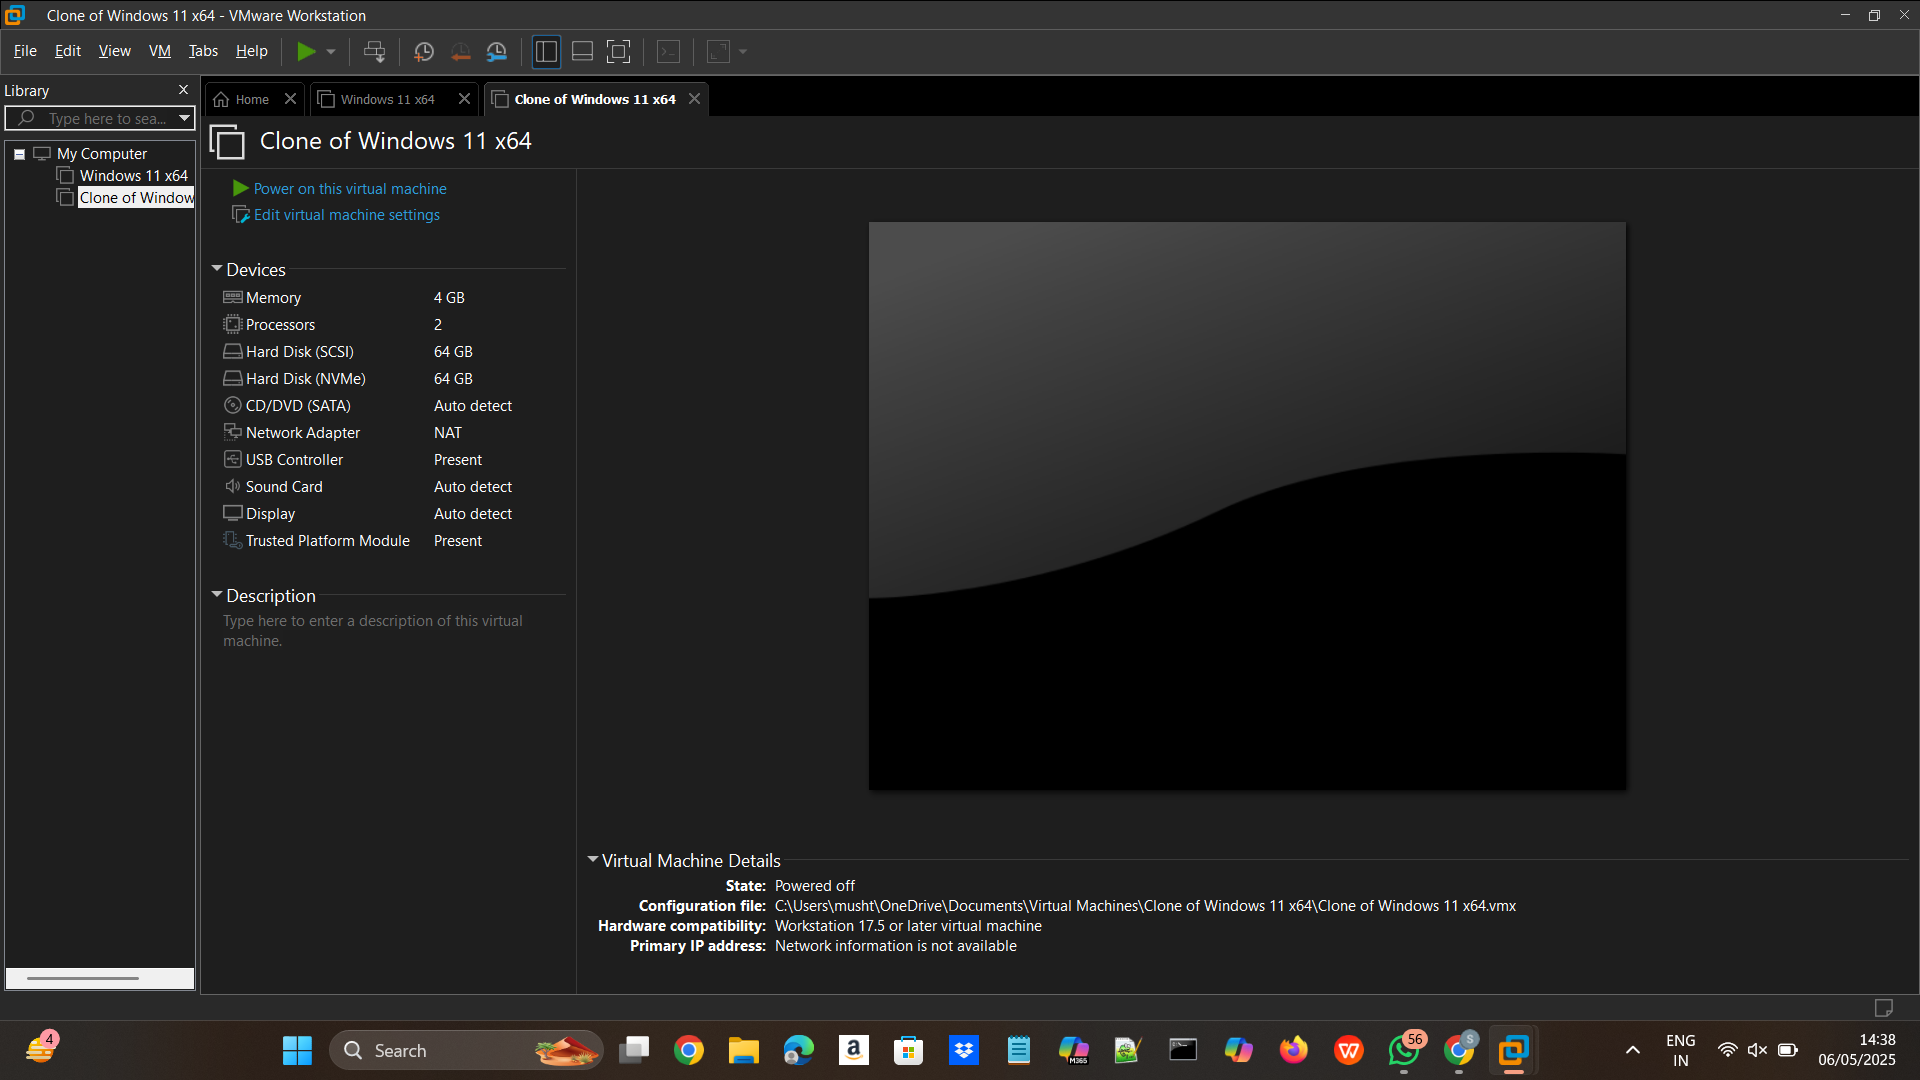 Clone of Windows 11 x64 - VMware Workstation
File Edit View VM Tabs Help
Library
Type here to sea...
Home
Windows 11 x64
Clone of Windows 11 x64
My Computer
Windows 11 x64
Clone of Window
Clone of Windows 11 x64
Power on this virtual machine
Edit virtual machine settings
Devices
Memory 4 GB
Processors 2
Hard Disk (SCSI) 64 GB
Hard Disk (NVMe) 64 GB
CD/DVD (SATA) Auto detect
Network Adapter NAT
USB Controller Present
Sound Card Auto detect
Display Auto detect
Trusted Platform Module Present
Description
Type here to enter a description of this virtual
machine.
Virtual Machine Details
State: Powered off
Configuration file: C:\Users\musht\OneDrive\Documents\Virtual Machines\Clone of Windows 11 x64\Clone of Windows 11 x64.vmx
Hardware compatibility: Workstation 17.5 or later virtual machine
Primary IP address: Network information is not available
4
Search
a
M365
W
56
S
ENG
IN
14:38
06/05/2025